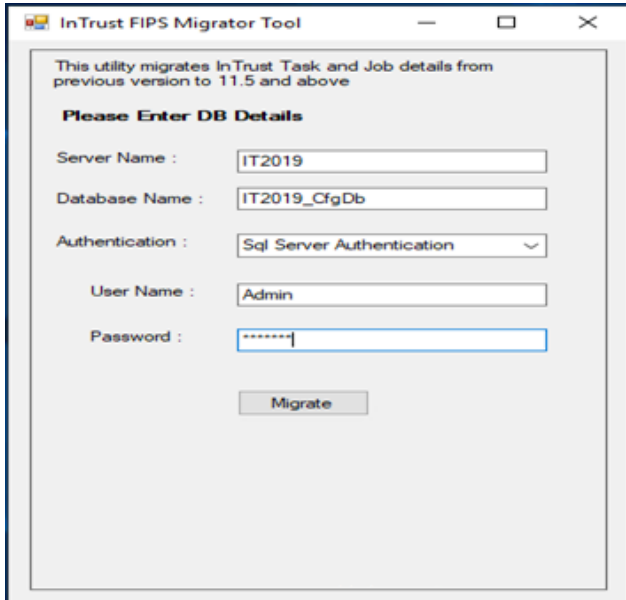 InTrust FIPS Migrator Tool
This utility migrates InTrust Task and Job details from
previous version to 11.5 and above
Please Enter DB Details
Server Name : IT2019
Database Name : IT2019_CfgDb
Authentication : Sql Server Authentication
User Name : Admin
Password : *******
Migrate